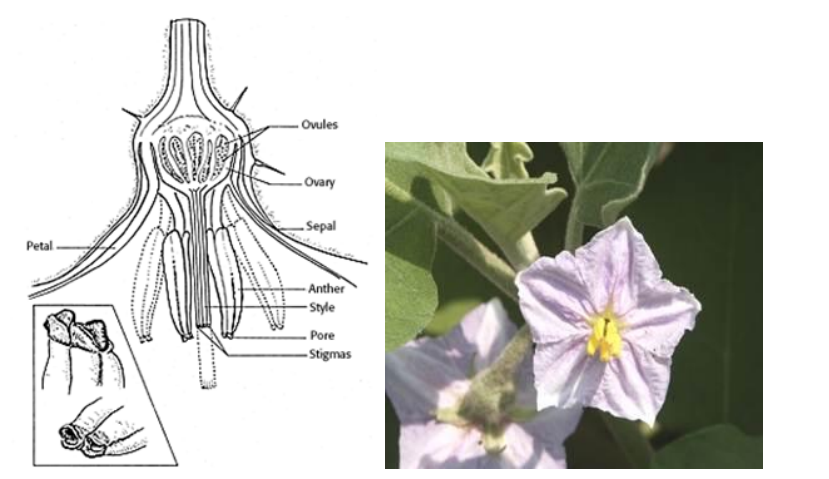 Ovules
Ovary
Sepal
Petal
Anther
Style
Pore
Stigmas